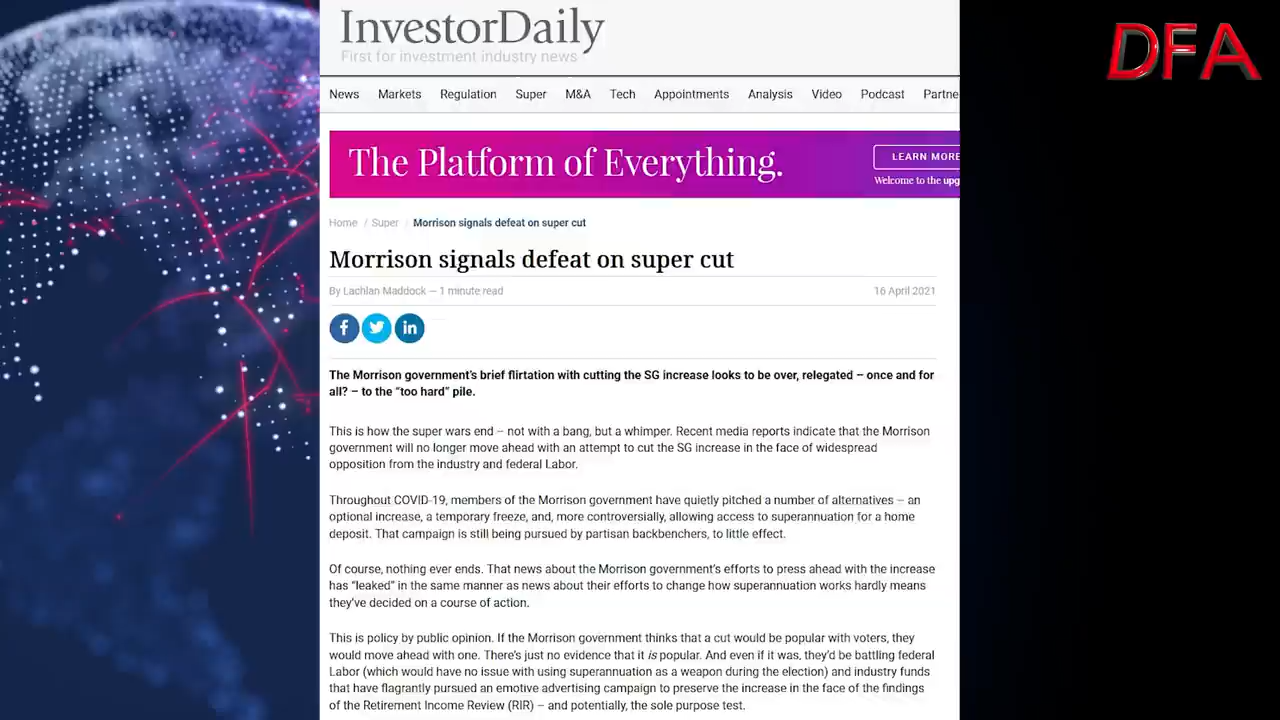 InvestorDaily
First for investment industry news
DFA
News Markets Regulation Super M&A Tech Appointments Analysis Video Podcast Partne
The Platform of Everything.
LEARN MORE
Welcome to the upg
Home / Super / Morrison signals defeat on super cut
Morrison signals defeat on super cut
By Lachlan Maddock — 1 minute read
16 April 2021
The Morrison government's brief flirtation with cutting the SG increase looks to be over, relegated – once and for
all? – to the “too hard” pile.
This is how the super wars end – not with a bang, but a whimper. Recent media reports indicate that the Morrison
government will no longer move ahead with an attempt to cut the SG increase in the face of widespread
opposition from the industry and federal Labor.
Throughout COVID-19, members of the Morrison government have quietly pitched a number of alternatives – an
optional increase, a temporary freeze, and, more controversially, allowing access to superannuation for a home
deposit. That campaign is still being pursued by partisan backbenchers, to little effect.
Of course, nothing ever ends. That news about the Morrison government's efforts to press ahead with the increase
has “leaked” in the same manner as news about their efforts to change how superannuation works hardly means
they've decided on a course of action.
This is policy by public opinion. If the Morrison government thinks that a cut would be popular with voters, they
would move ahead with one. There's just no evidence that it is popular. And even if it was, they'd be battling federal
Labor (which would have no issue with using superannuation as a weapon during the election) and industry funds
that have flagrantly pursued an emotive advertising campaign to preserve the increase in the face of the findings
of the Retirement Income Review (RIR) – and potentially, the sole purpose test.